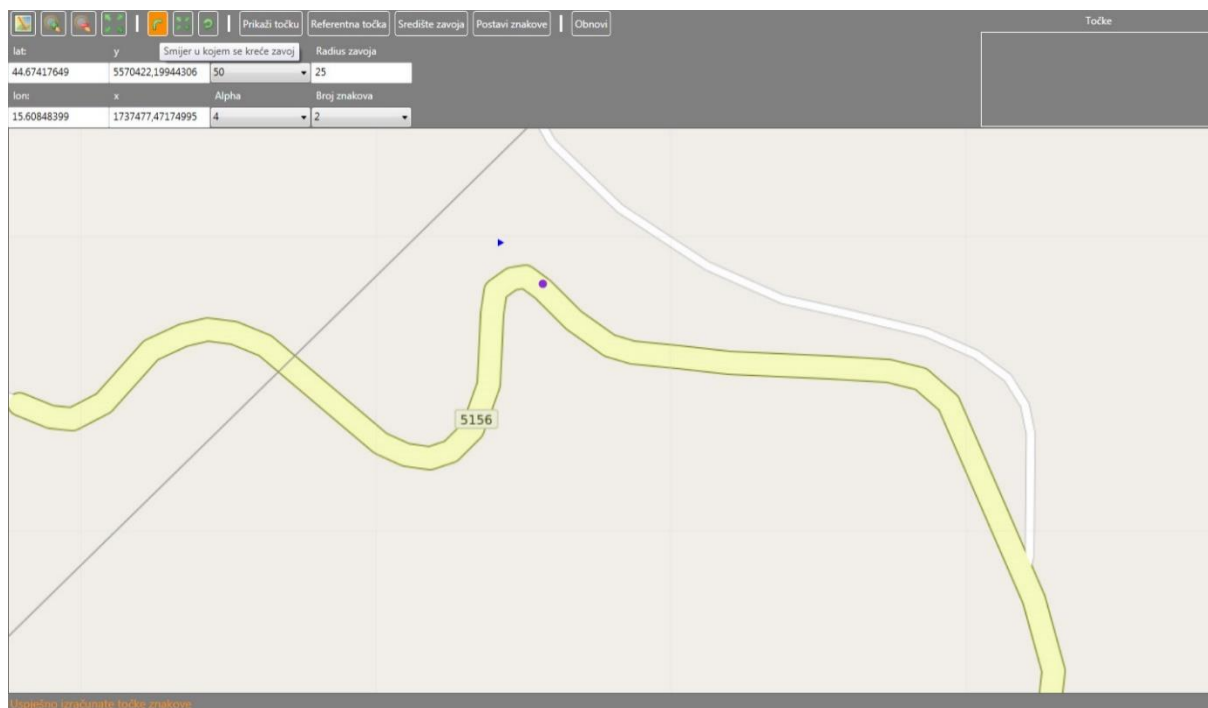 Prikaži točku Referentna točka Središte zavoja Postavi znakove Obnovi Točke
lat: y Smijer u kojem se kreće zavoj Radius zavoja
44.67417649 5570422,19944306 50 25
lon: x Alpha Broj znakova
15.60848399 1737477,47174995 4 2
5156
Uspješno izračunate točke znakove